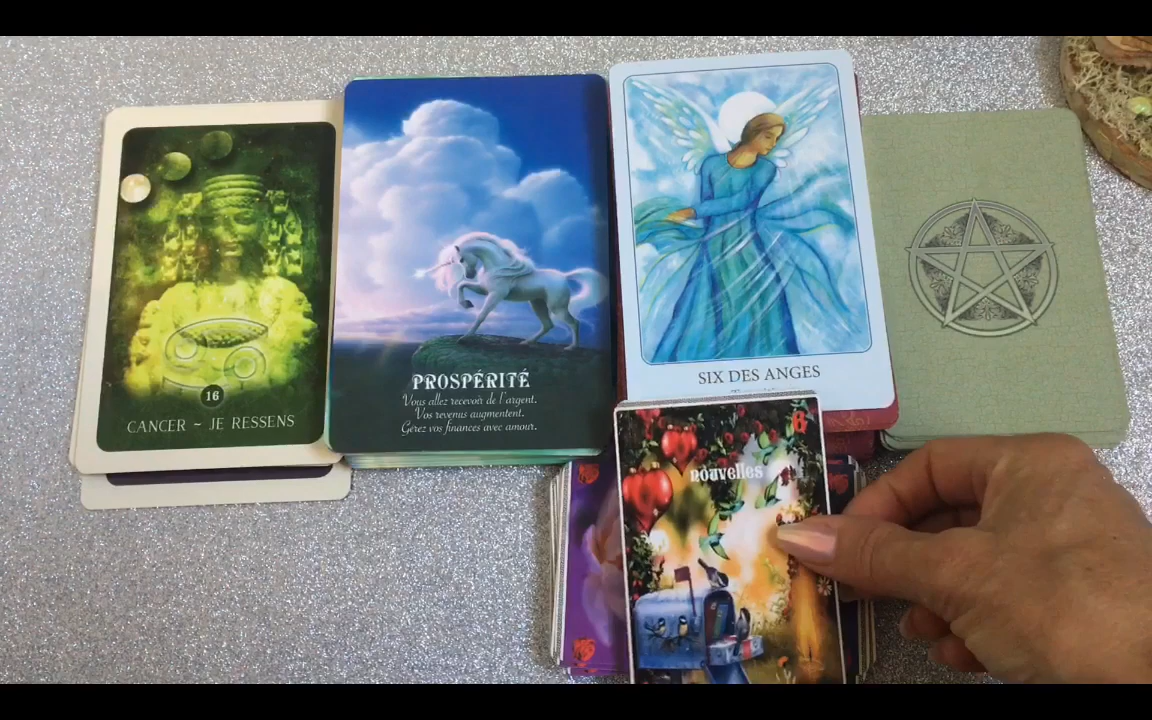 16
CANCER ~ JE RESSENS
PROSPÉRITÉ
Vous allez recevoir de l'argent.
Vos revenus augmentent.
Gérez vos finances avec amour.
SIX DES ANGES
6
nouvelles